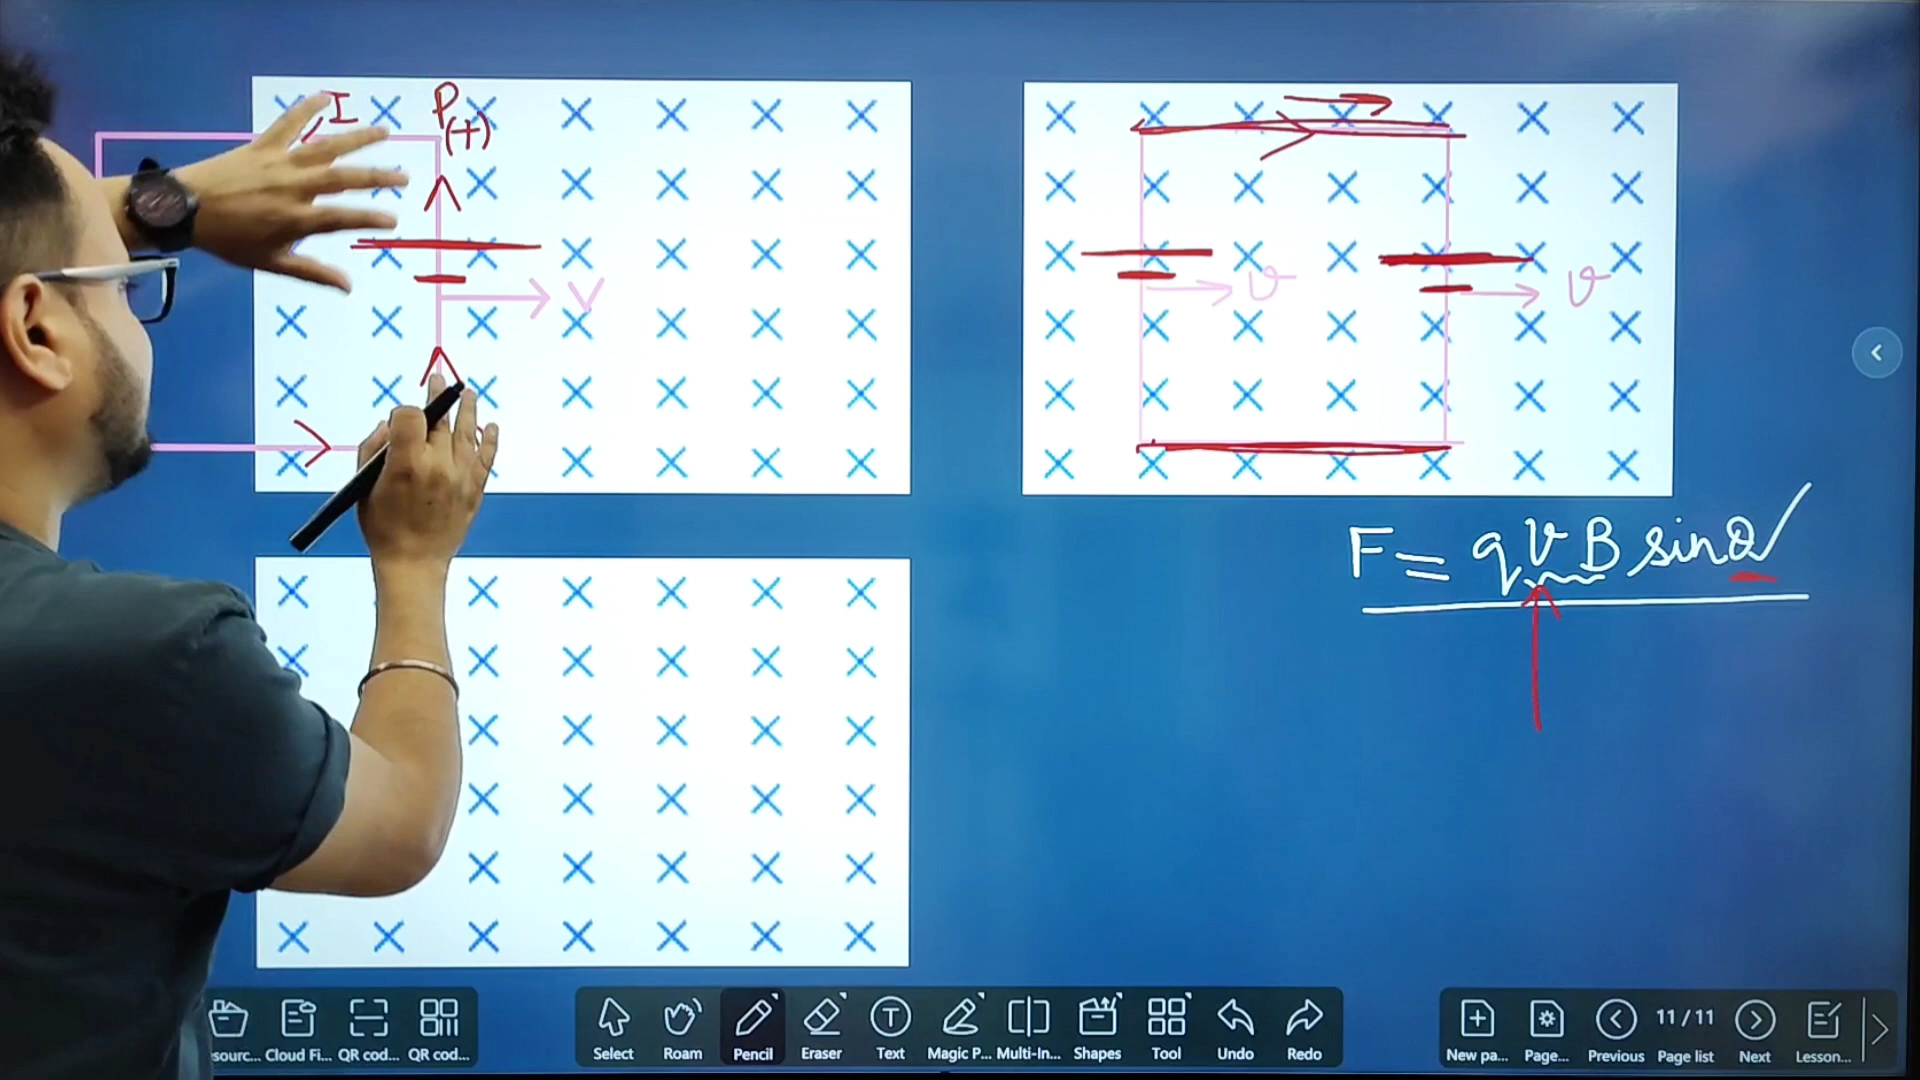 I P
(+)
V
v v
F = qvB sinθ
sourc... Cloud Fi... QR cod... QR cod...
Select Roam Pencil Eraser Text Magic P... Multi-In... Shapes Tool Undo Redo
11/11
New pa... Page... Previous Page list Next Lesson...